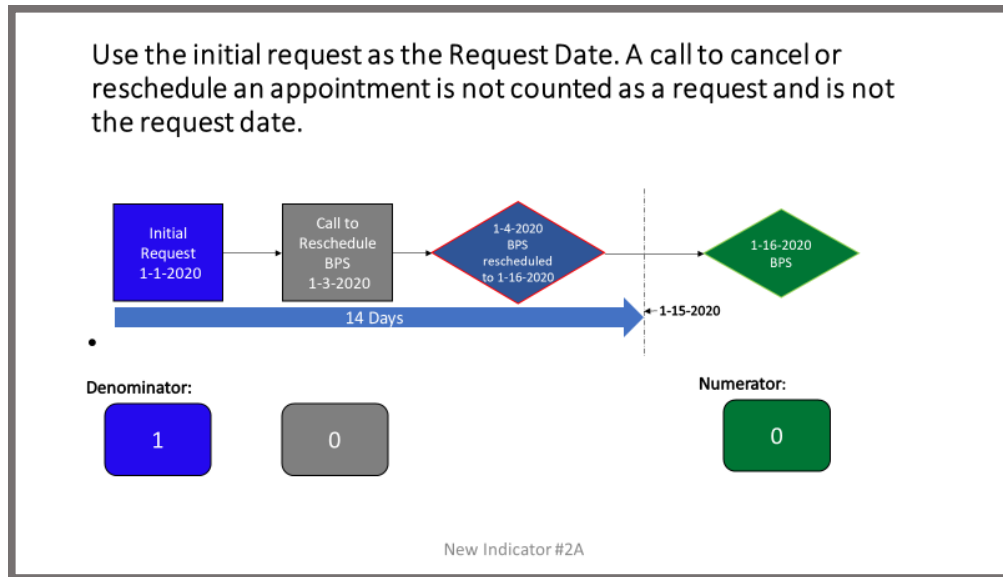 Use the initial request as the Request Date. A call to cancel or
reschedule an appointment is not counted as a request and is not
the request date.
Initial
Request
1-1-2020
Call to
Reschedule
BPS
1-3-2020
1-4-2020
BPS
rescheduled
to 1-16-2020
1-16-2020
BPS
14 Days
1-15-2020
Denominator:
1
0
Numerator:
0
New Indicator #2A